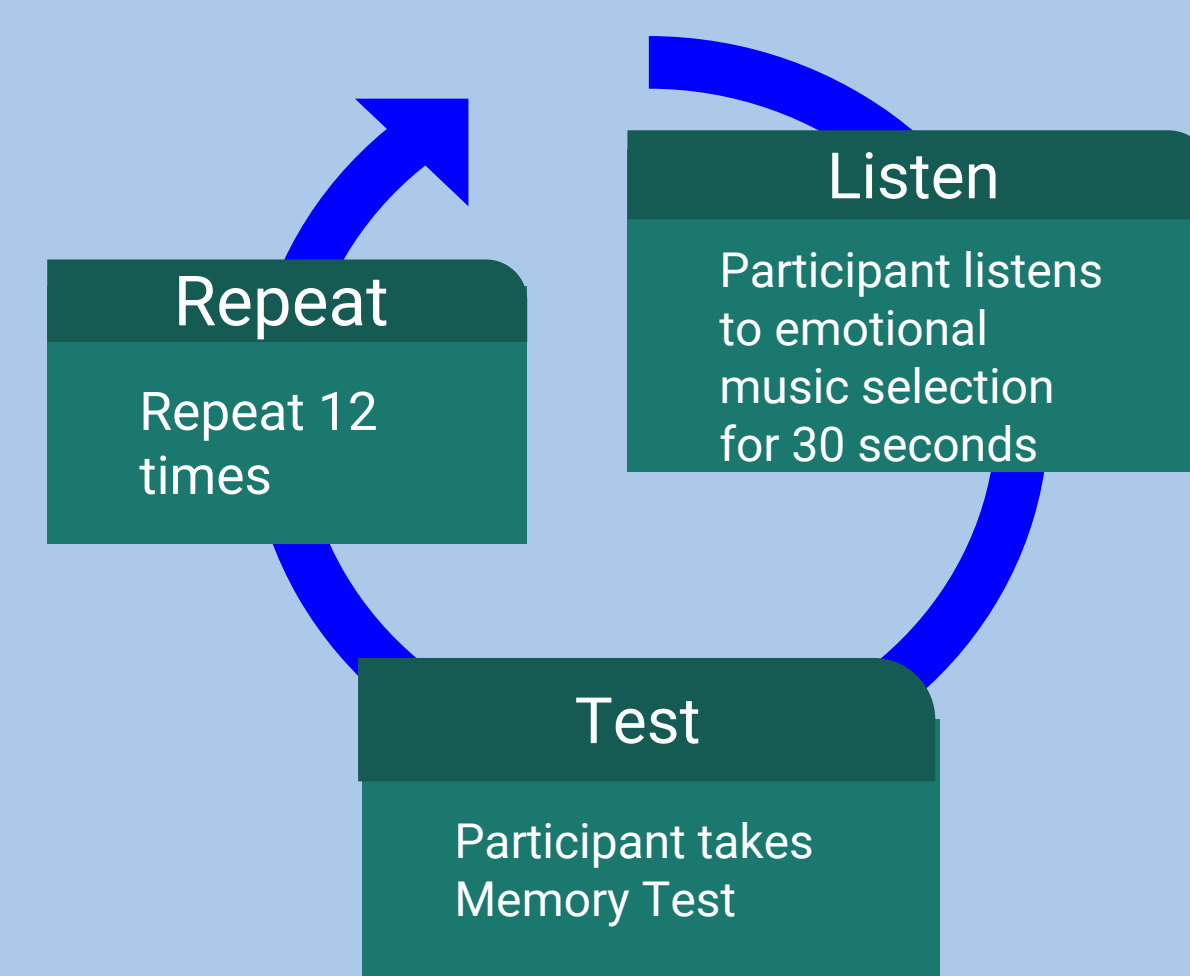 Listen
Participant listens
to emotional
music selection
for 30 seconds
Test
Participant takes
Memory Test
Repeat
Repeat 12
times